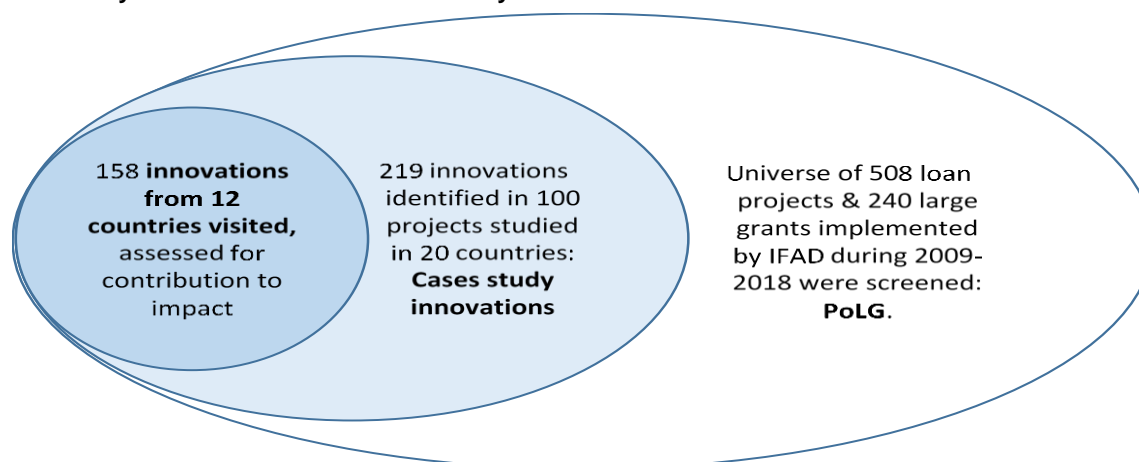 158 innovations
from 12
countries visited,
assessed for
contribution to
impact
219 innovations
identified in 100
projects studied
in 20 countries:
Cases study
innovations
Universe of 508 loan
projects & 240 large
grants implemented
by IFAD during 2009-
2018 were screened:
PoLG.